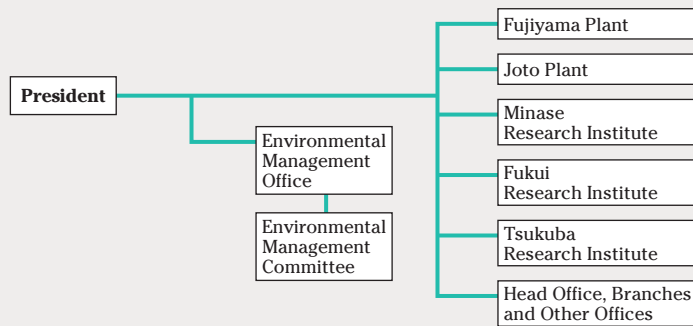 President
Environmental
Management
Office
Environmental
Management
Committee
Fujiyama Plant
Joto Plant
Minase
Research Institute
Fukui
Research Institute
Tsukuba
Research Institute
Head Office, Branches
and Other Offices